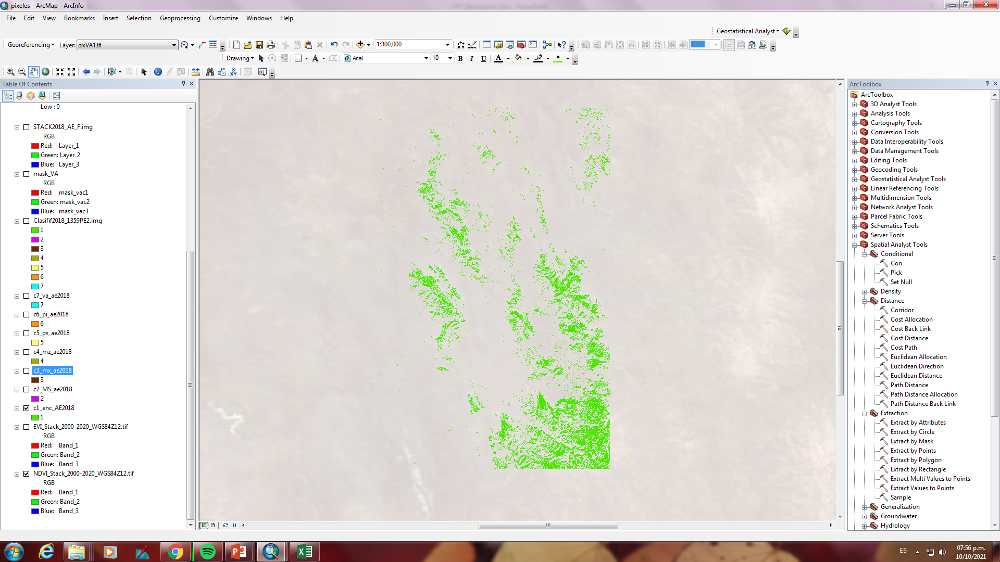 pixeles - ArcMap - ArcInfo
File Edit View Bookmarks Insert Selection Geoprocessing Customize Windows Help
Geostatistical Analyst
Georeferencing Layer: pixVA1.tif 1:300,000 100%
Drawing A Arial 10 B I U A
Table Of Contents
Low : 0
STACK2018_AE_F.img
RGB
Red: Layer_1
Green: Layer_2
Blue: Layer_3
mask_VA
RGB
Red: mask_vac1
Green: mask_vac2
Blue: mask_vac3
Clasifif2018_1359PE2.img
1
2
3
4
5
6
7
c7_va_ae2018
7
c6_pi_ae2018
6
c5_ps_ae2018
5
c4_mz_ae2018
4
c3_mx_ae2018
3
c2_MS_ae2018
2
c1_enc_AE2018
1
EVI_Stack_2000-2020_WGS84Z12.tif
RGB
Red: Band_1
Green: Band_2
Blue: Band_3
NDVI_Stack_2000-2020_WGS84Z12.tif
RGB
Red: Band_1
Green: Band_2
Blue: Band_3
ArcToolbox
ArcToolbox
3D Analyst Tools
Analysis Tools
Cartography Tools
Conversion Tools
Data Interoperability Tools
Data Management Tools
Editing Tools
Geocoding Tools
Geostatistical Analyst Tools
Linear Referencing Tools
Multidimension Tools
Network Analyst Tools
Parcel Fabric Tools
Schematics Tools
Server Tools
Spatial Analyst Tools
Conditional
Con
Pick
Set Null
Density
Distance
Corridor
Cost Allocation
Cost Back Link
Cost Distance
Cost Path
Euclidean Allocation
Euclidean Direction
Euclidean Distance
Path Distance
Path Distance Allocation
Path Distance Back Link
Extraction
Extract by Attributes
Extract by Circle
Extract by Mask
Extract by Points
Extract by Polygon
Extract by Rectangle
Extract Multi Values to Points
Extract Values to Points
Sample
Generalization
Groundwater
Hydrology
ES
07:56 p.m.
10/10/2021